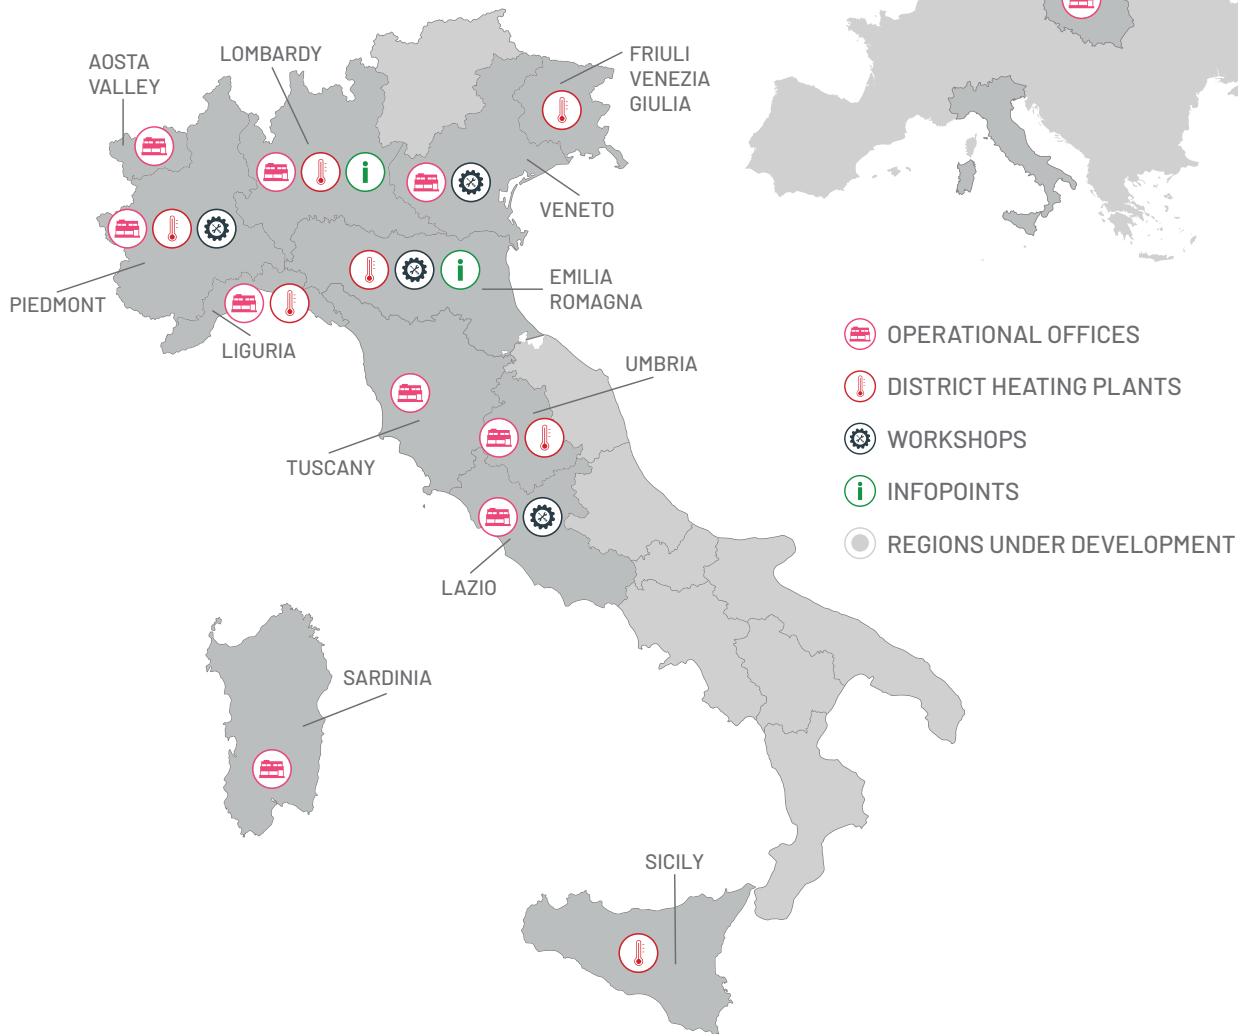 AOSTA
VALLEY
LOMBARDY
FRIULI
VENEZIA
GIULIA
VENETO
PIEDMONT
EMILIA
ROMAGNA
LIGURIA
UMBRIA
TUSCANY
LAZIO
SARDINIA
SICILY
OPERATIONAL OFFICES
DISTRICT HEATING PLANTS
WORKSHOPS
i INFOPOINTS
REGIONS UNDER DEVELOPMENT